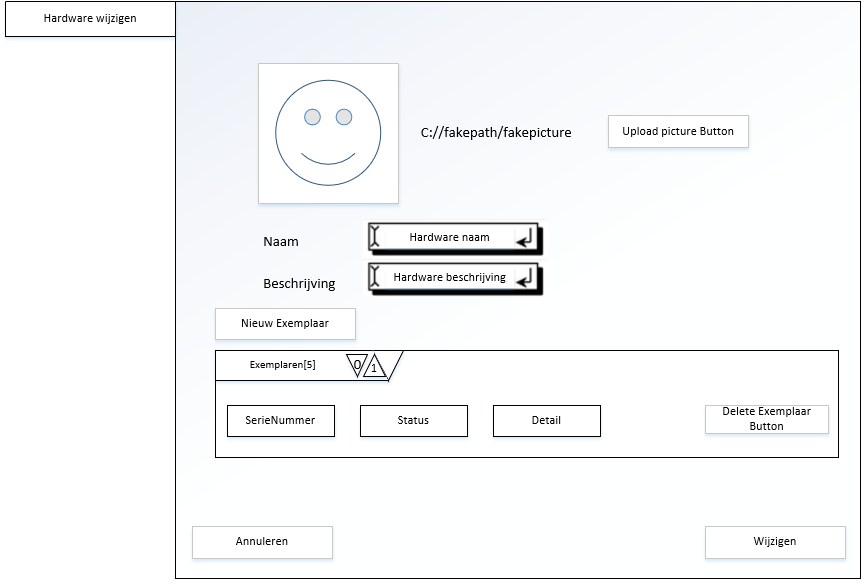 Hardware wijzigen
C://fakepath/fakepicture
Upload picture Button
Naam
Hardware naam
Beschrijving
Hardware beschrijving
Nieuw Exemplaar
Exemplaren[5]
0
1
SerieNummer
Status
Detail
Delete Exemplaar
Button
Annuleren
Wijzigen